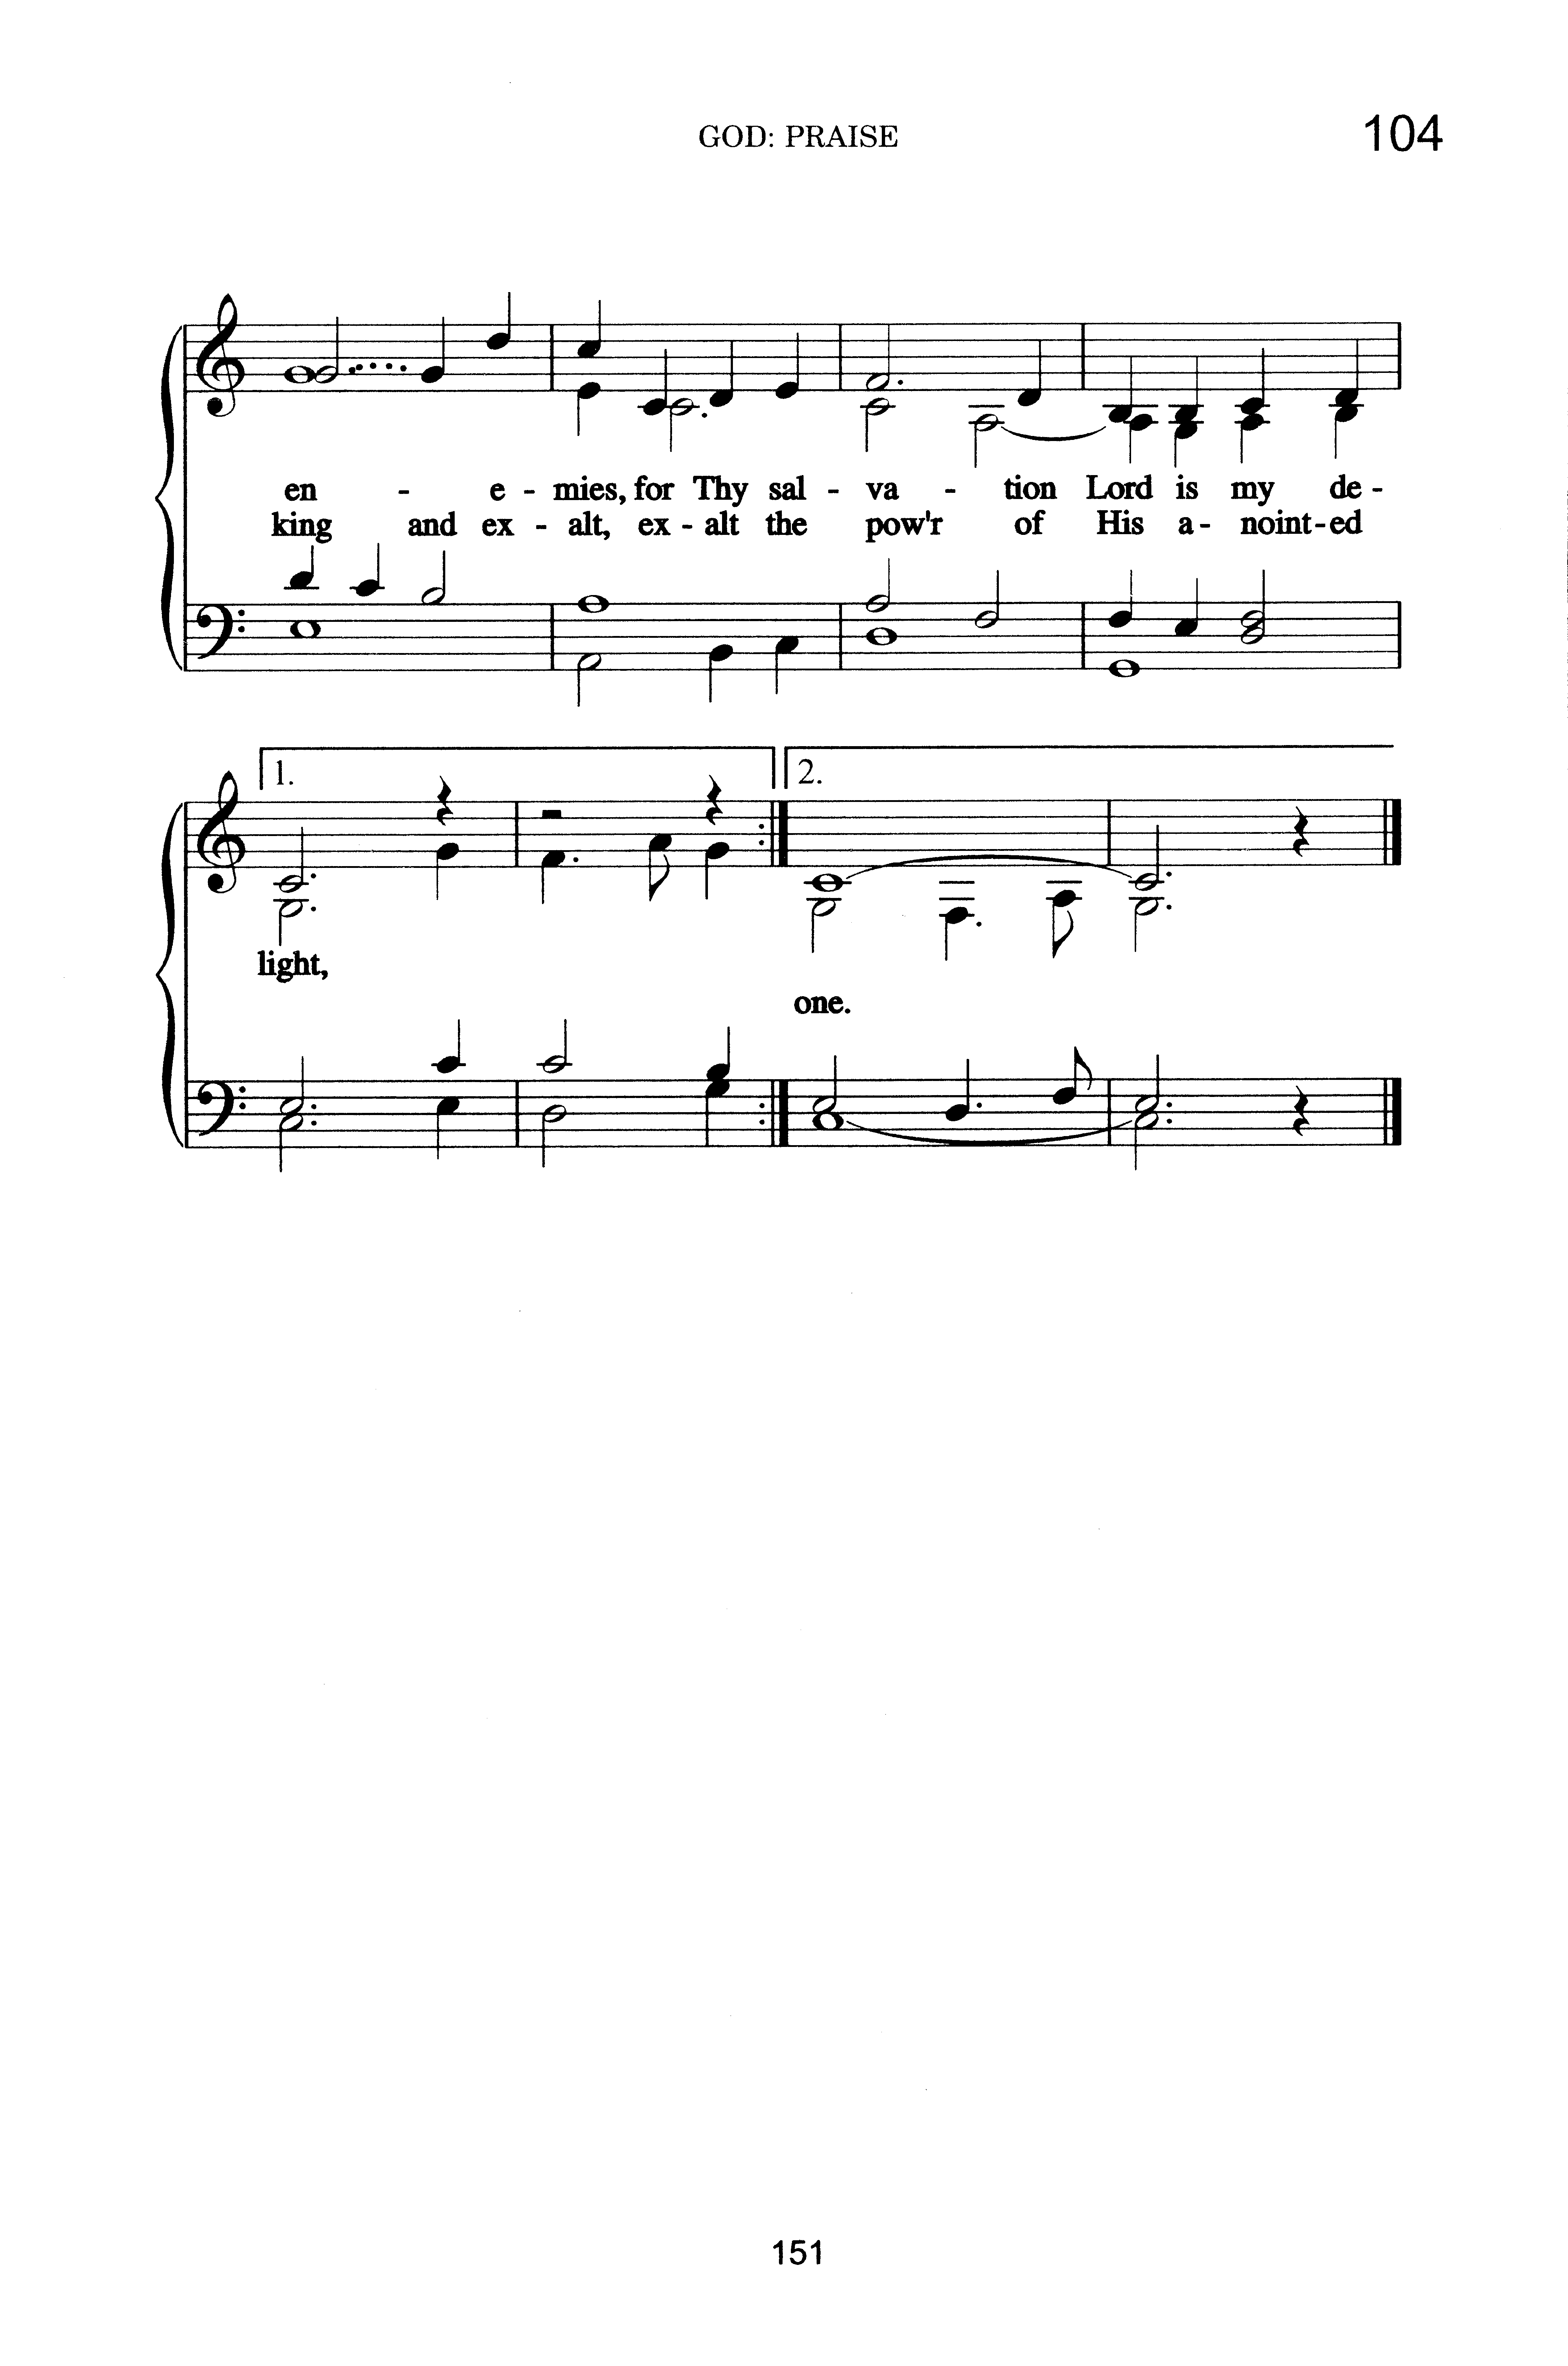 GOD: PRAISE
104
en - e - mies, for Thy sal - va - tion Lord is my de -
king and ex - alt, ex - alt the pow'r of His a - noint - ed
1.
2.
light,
one.
151